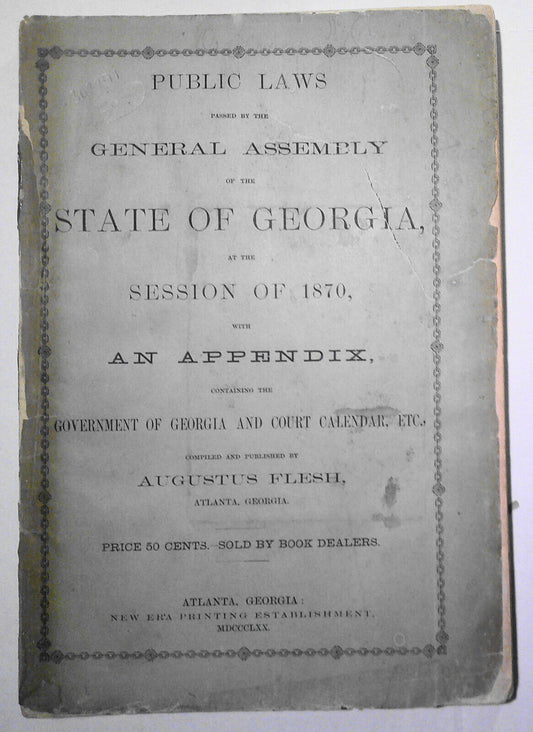 PUBLIC LAWS
PASSED BY THE
GENERAL ASSEMBLY
OF THE
STATE OF GEORGIA,
AT THE
SESSION OF 1870,
WITH
AN APPENDIX,
CONTAINING THE
GOVERNMENT OF GEORGIA AND COURT CALENDAR, ETC.,
COMPILED AND PUBLISHED BY
AUGUSTUS FLESH,
ATLANTA, GEORGIA.
PRICE 50 CENTS. SOLD BY BOOK DEALERS.
ATLANTA, GEORGIA:
NEW ERA PRINTING ESTABLISHMENT,
MDCCCLXX.